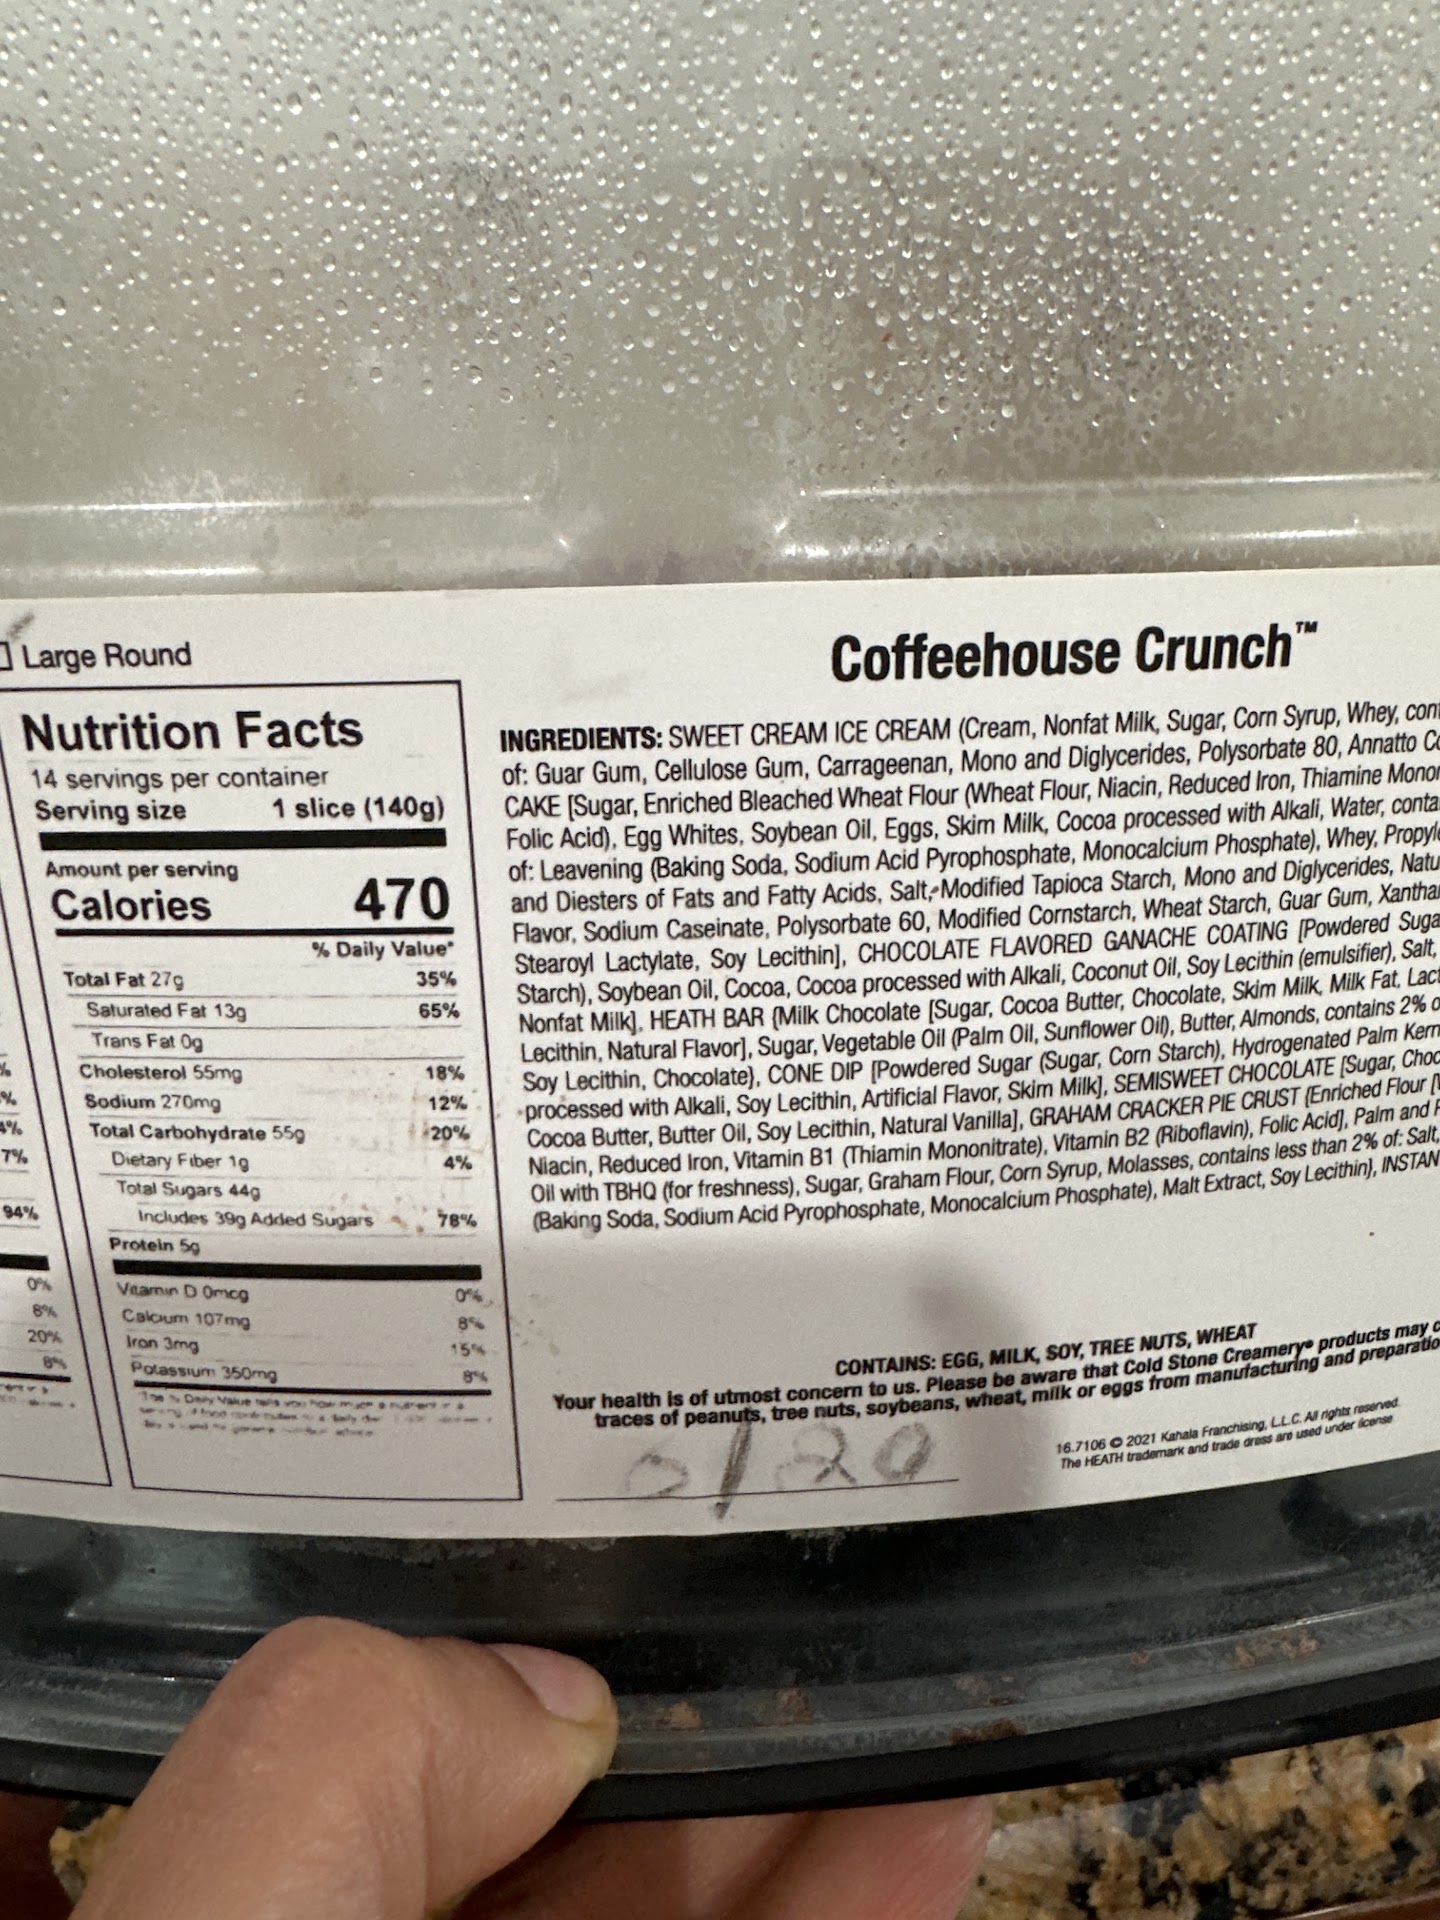 Large Round
Nutrition Facts
14 servings per container
Serving size 1 slice (140g)
Amount per serving
Calories 470
% Daily Value*
Total Fat 27g 35%
Saturated Fat 13g 65%
Trans Fat 0g
Cholesterol 55mg 18%
Sodium 270mg 12%
Total Carbohydrate 55g 20%
Dietary Fiber 1g 4%
Total Sugars 44g
Includes 39g Added Sugars 78%
Protein 5g
Vitamin D 0mcg 0%
Calcium 107mg 8%
Iron 3mg 15%
Potassium 350mg 8%
7%
94%
0%
8%
20%
8%
Coffeehouse Crunch™
INGREDIENTS: SWEET CREAM ICE CREAM (Cream, Nonfat Milk, Sugar, Corn Syrup, Whey,
of: Guar Gum, Cellulose Gum, Carrageenan, Mono and Diglycerides, Polysorbate 80, Annatto
CAKE [Sugar, Enriched Bleached Wheat Flour (Wheat Flour, Niacin, Reduced Iron, Thiamine
Folic Acid), Egg Whites, Soybean Oil, Eggs, Skim Milk, Cocoa processed with Alkali, Water,
of: Leavening (Baking Soda, Sodium Acid Pyrophosphate, Monocalcium Phosphate), Whey,
and Diesters of Fats and Fatty Acids, Salt, Modified Tapioca Starch, Mono and Diglycerides,
Flavor, Sodium Caseinate, Polysorbate 60, Modified Cornstarch, Wheat Starch, Guar Gum,
Stearoyl Lactylate, Soy Lecithin], CHOCOLATE FLAVORED GANACHE COATING [Powdered
Starch), Soybean Oil, Cocoa, Cocoa processed with Alkali, Coconut Oil, Soy Lecithin (emulsifier), Salt,
Nonfat Milk], HEATH BAR {Milk Chocolate [Sugar, Cocoa Butter, Chocolate, Skim Milk, Milk Fat,
Lecithin, Natural Flavor], Sugar, Vegetable Oil (Palm Oil, Sunflower Oil), Butter, Almonds, contains 2%
Soy Lecithin, Chocolate}, CONE DIP [Powdered Sugar (Sugar, Corn Starch), Hydrogenated Palm
processed with Alkali, Soy Lecithin, Artificial Flavor, Skim Milk], SEMISWEET CHOCOLATE [Sugar,
Cocoa Butter, Butter Oil, Soy Lecithin, Natural Vanilla], GRAHAM CRACKER PIE CRUST {Enriched Flour
Niacin, Reduced Iron, Vitamin B1 (Thiamin Mononitrate), Vitamin B2 (Riboflavin), Folic Acid], Palm and
Oil with TBHQ (for freshness), Sugar, Graham Flour, Corn Syrup, Molasses, contains less than 2% of: Salt,
(Baking Soda, Sodium Acid Pyrophosphate, Monocalcium Phosphate), Malt Extract, Soy Lecithin},
CONTAINS: EGG, MILK, SOY, TREE NUTS, WHEAT
Your health is of utmost concern to us. Please be aware that Cold Stone Creamery® products may
traces of peanuts, tree nuts, soybeans, wheat, milk or eggs from manufacturing and
16.7106 © 2021 Kahala Franchising, L.L.C. All rights reserved.
The HEATH trademark and trade dress are used under license